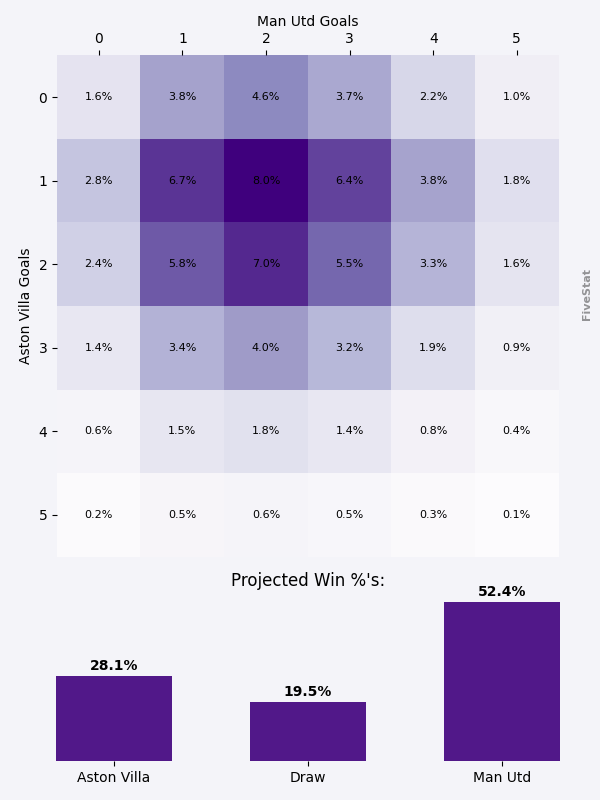 Man Utd Goals
0 1 2 3 4 5
Aston Villa Goals
0 1.6% 3.8% 4.6% 3.7% 2.2% 1.0%
1 2.8% 6.7% 8.0% 6.4% 3.8% 1.8%
2 2.4% 5.8% 7.0% 5.5% 3.3% 1.6%
3 1.4% 3.4% 4.0% 3.2% 1.9% 0.9%
4 0.6% 1.5% 1.8% 1.4% 0.8% 0.4%
5 0.2% 0.5% 0.6% 0.5% 0.3% 0.1%
FiveStat
Projected Win %'s:
28.1% 19.5% 52.4%
Aston Villa Draw Man Utd